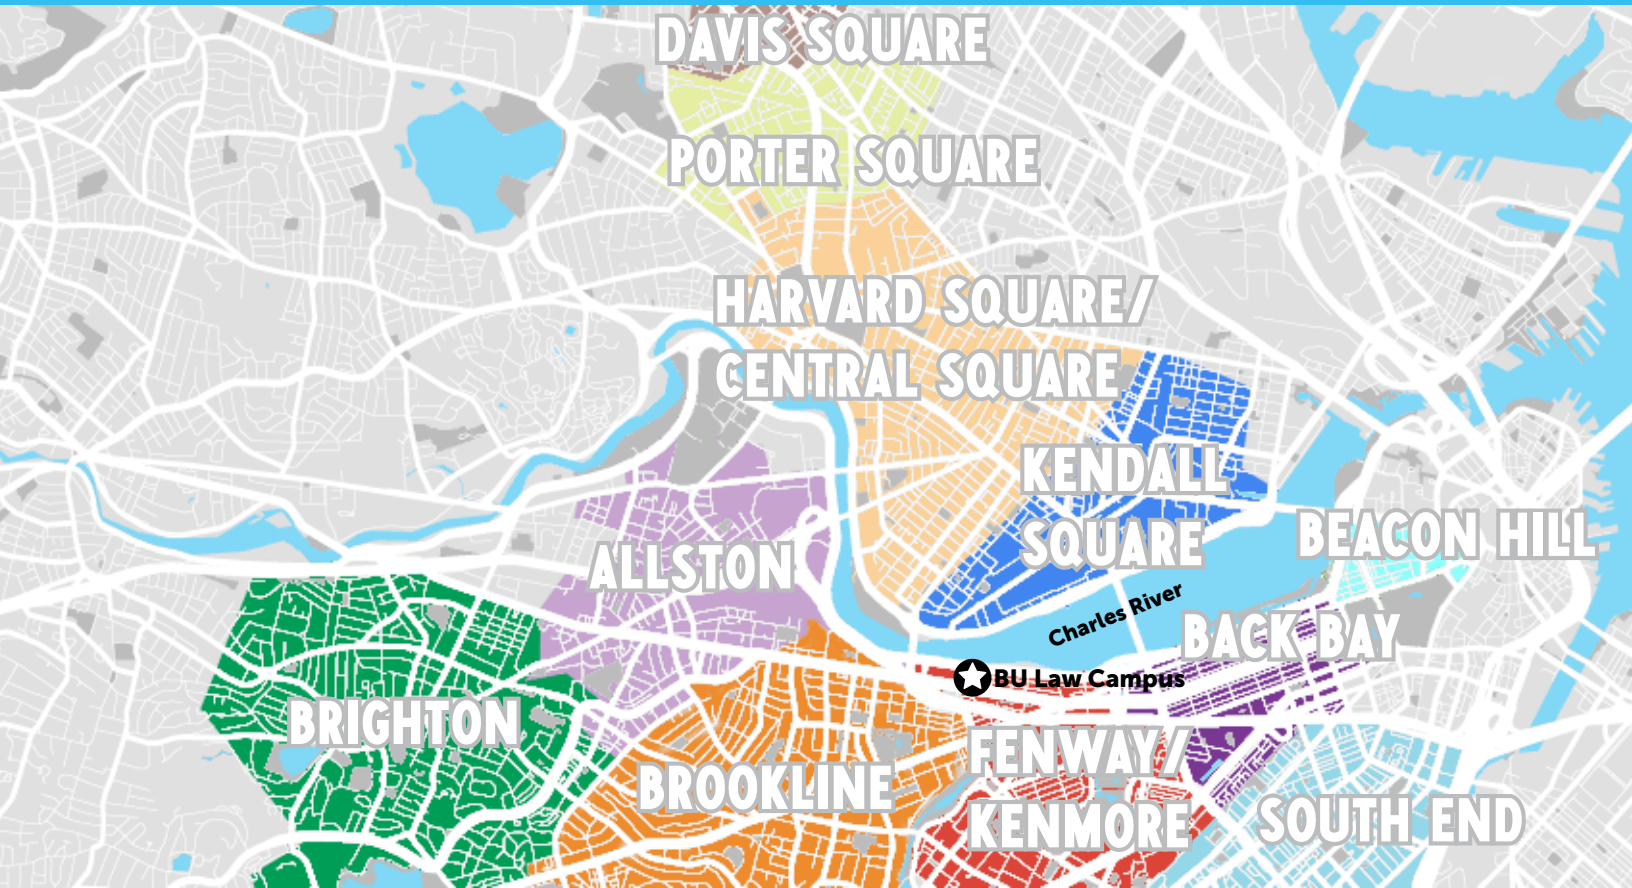 DAVIS SQUARE
PORTER SQUARE
HARVARD SQUARE/
CENTRAL SQUARE
KENDALL
SQUARE
BEACON HILL
ALLSTON
Charles River
BACK BAY
BU Law Campus
BRIGHTON
FENWAY/
KENMORE
BROOKLINE
SOUTH END